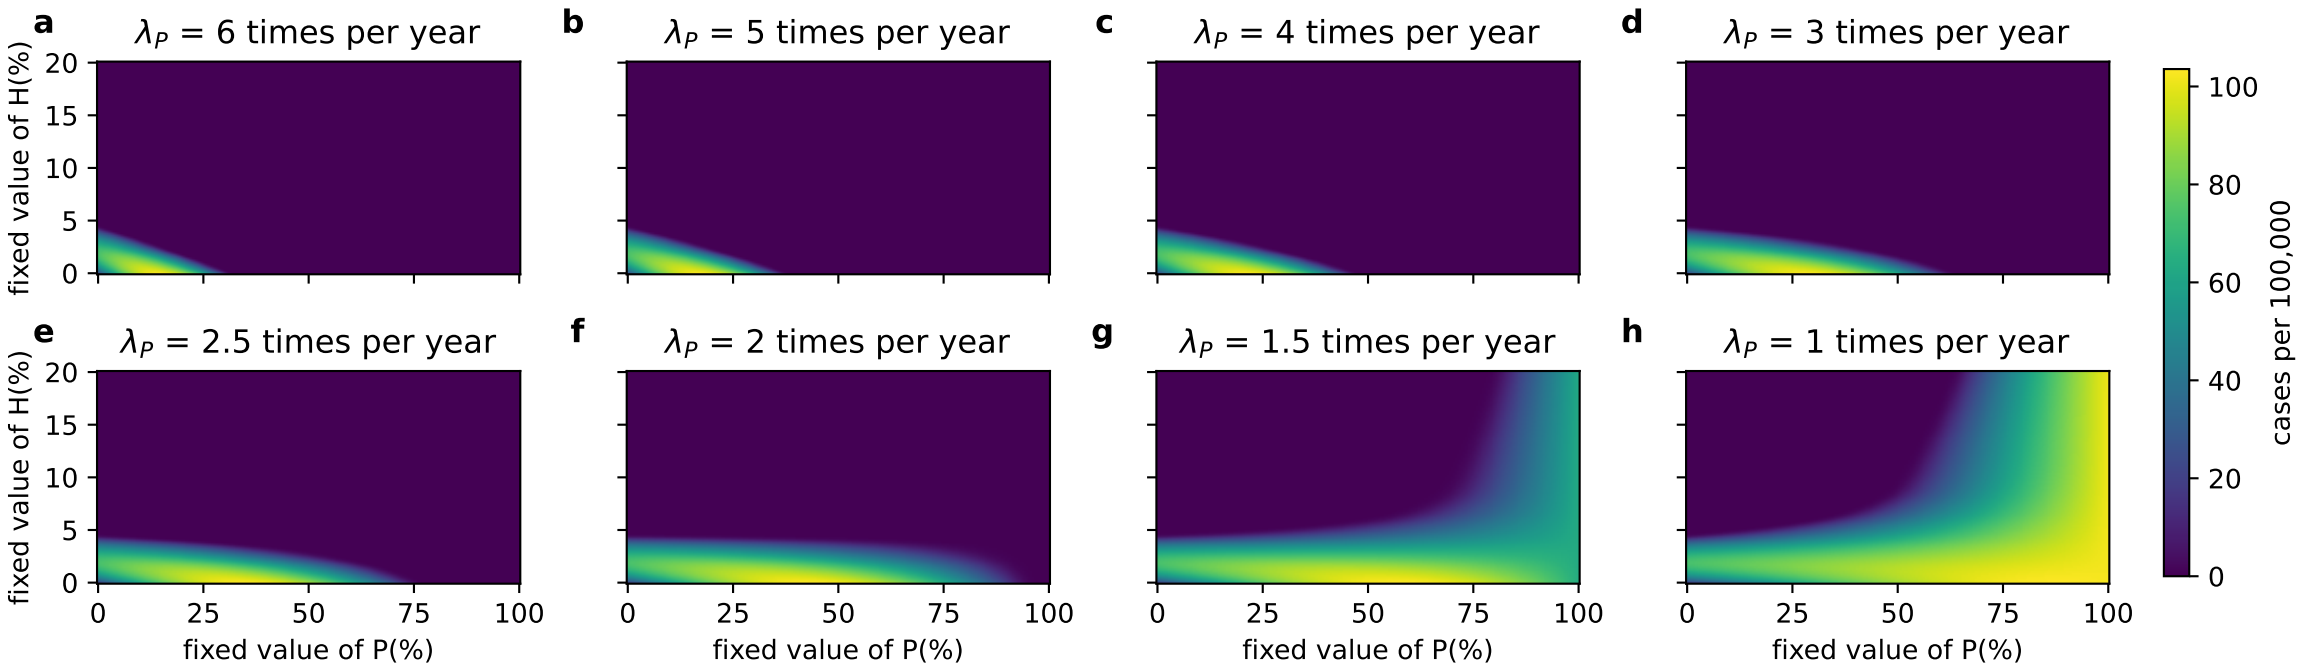 a λP = 6 times per year
b λP = 5 times per year
c λP = 4 times per year
d λP = 3 times per year
fixed value of H(%)
20
15
10
5
0
e λP = 2.5 times per year
f λP = 2 times per year
g λP = 1.5 times per year
h λP = 1 times per year
fixed value of H(%)
20
15
10
5
0
0 25 50 75 100
fixed value of P(%)
0 25 50 75 100
fixed value of P(%)
0 25 50 75 100
fixed value of P(%)
0 25 50 75 100
fixed value of P(%)
100
80
60
40
20
0
cases per 100,000